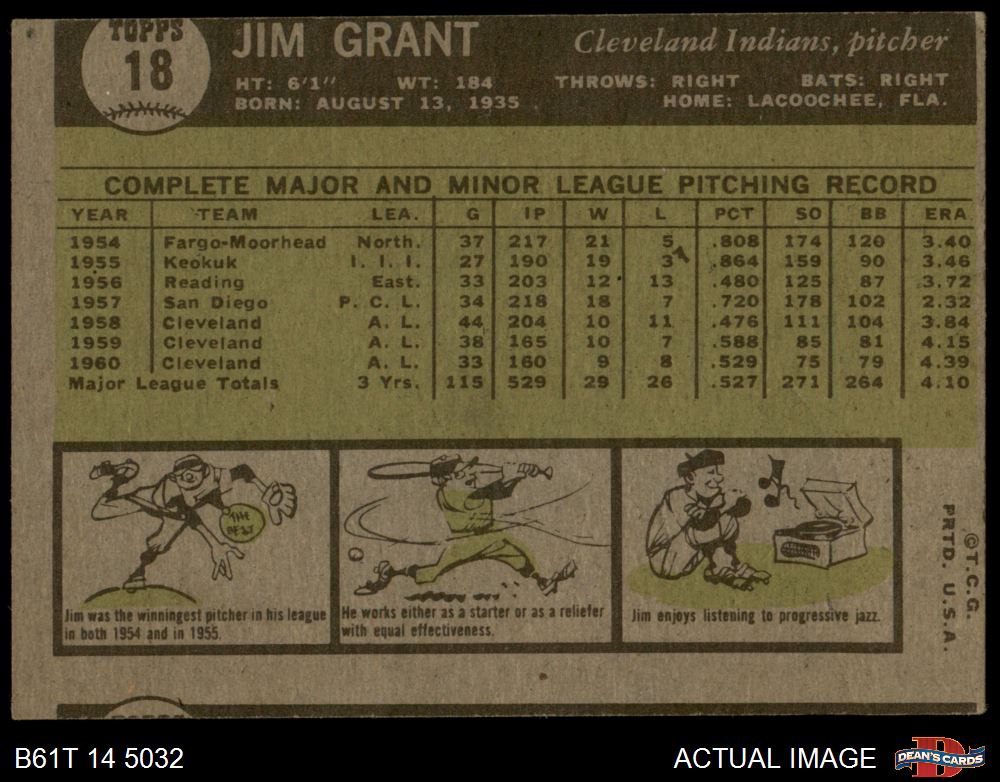 TOPPS
18
JIM GRANT
Cleveland Indians, pitcher
HT: 6'1" WT: 184 THROWS: RIGHT BATS: RIGHT
BORN: AUGUST 13, 1935 HOME: LACOOCHEE, FLA.
COMPLETE MAJOR AND MINOR LEAGUE PITCHING RECORD
YEAR TEAM LEA. G IP W L PCT SO BB ERA
1954 Fargo-Moorhead North. 37 217 21 5 .808 174 120 3.40
1955 Keokuk I. I. I. 27 190 19 3 .864 159 90 3.46
1956 Reading East. 33 203 12 13 .480 125 87 3.72
1957 San Diego P. C. L. 34 218 18 7 .720 178 102 2.32
1958 Cleveland A. L. 44 204 10 11 .476 111 104 3.84
1959 Cleveland A. L. 38 165 10 7 .588 85 81 4.15
1960 Cleveland A. L. 33 160 9 8 .529 75 79 4.39
Major League Totals 3 Yrs. 115 529 29 26 .527 271 264 4.10
THE
BEST
Jim was the winningest pitcher in his league
in both 1954 and in 1955.
He works either as a starter or as a reliefer
with equal effectiveness.
Jim enjoys listening to progressive jazz.
©T.C.G.
PRTD. U.S.A.
B61T 14 5032
ACTUAL IMAGE
D
DEAN'S CARDS